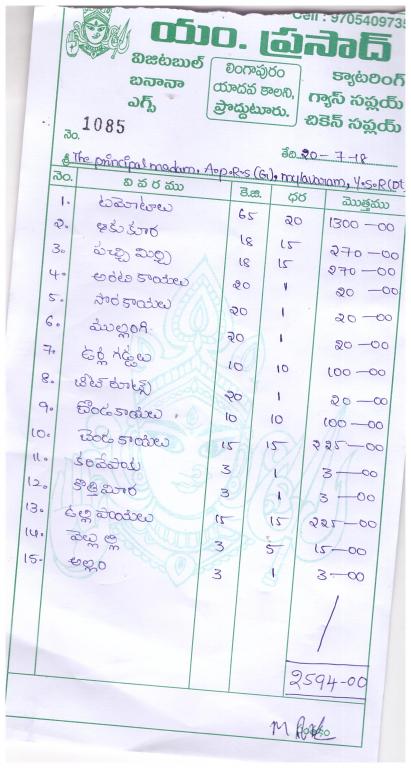 Cell : 970540973
యం. ప్రసాద్
విజిటబుల్ బనానా ఎగ్స్
లింగాపురం యాదవ కాలని, ప్రొద్దుటూరు.
క్యాటరింగ్ గ్యాస్ సప్లయ్ చికెన్ సప్లయ్
నెం. 1085
తేది 20-7-18
శ్రీ The principal madam, A.P.R.S (G). mylavaram, Y.S.R (Dt
నెం. వివరము కె.జి. ధర మొత్తము
1. టమోటాలు 65 20 1300-00
2. ఆకుకూర 18 15 270-00
3. పచ్చి మిర్చి 18 15 270-00
4. అరటి కాయలు 20 1 20-00
5. సొరకాయలు 20 1 20-00
6. ముల్లంగి 20 1 20-00
7. ఉర్లగడ్డలు 10 10 100-00
8. బీట్ రూట్స్ 20 1 20-00
9. దొండకాయలు 10 10 100-00
10. బెండకాయలు 15 15 225-00
11. కరివేపాకు 3 1 3-00
12. కొత్తిమీర 3 1 3-00
13. ఉల్లిపాయలు 15 15 225-00
14. వెల్లుల్లి 3 5 15-00
15. అల్లం 3 1 3-00
2594-00